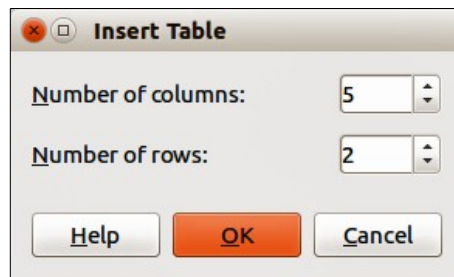 Insert Table
Number of columns: 5
Number of rows: 2
Help OK Cancel